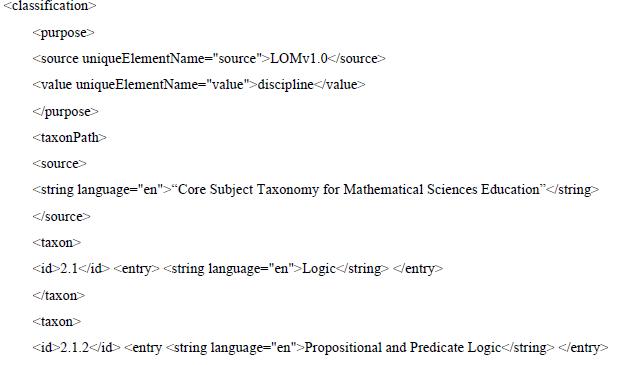 <classification>
<purpose>
<source uniqueElementName="source">LOMv1.0</source>
<value uniqueElementName="value">discipline</value>
</purpose>
<taxonPath>
<source>
<string language="en">“Core Subject Taxonomy for Mathematical Sciences Education”</string>
</source>
<taxon>
<id>2.1</id> <entry> <string language="en">Logic</string> </entry>
</taxon>
<taxon>
<id>2.1.2</id> <entry <string language="en">Propositional and Predicate Logic</string> </entry>